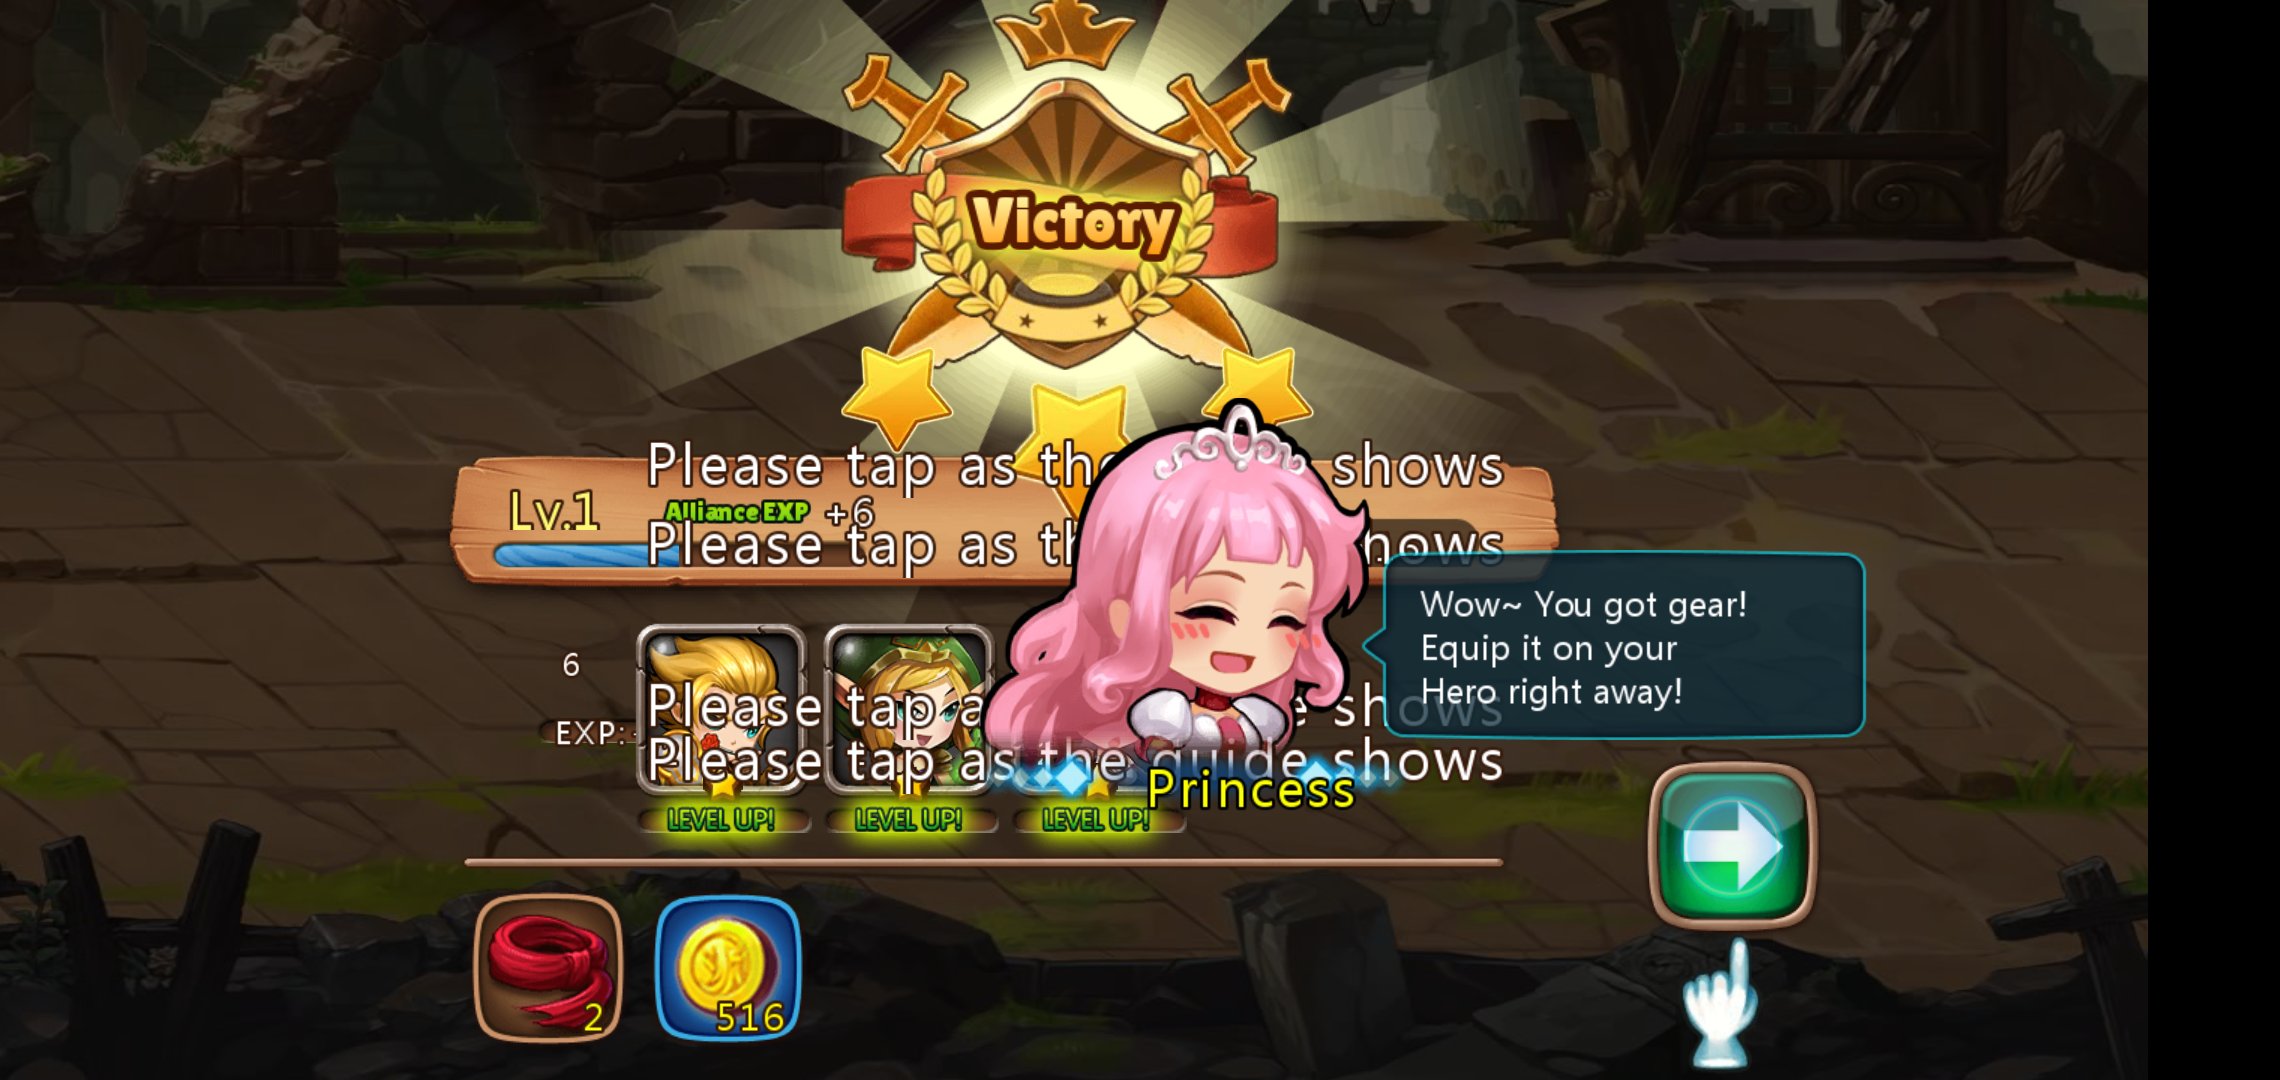 Victory
Please tap as the shows
Lv.1 Alliance EXP +6
Please tap as th hows
Wow~ You got gear!
Equip it on your
Hero right away!
6
Please tap a e shows
EXP:
Please tap as the guide shows
Princess
LEVEL UP! LEVEL UP! LEVEL UP!
2 516